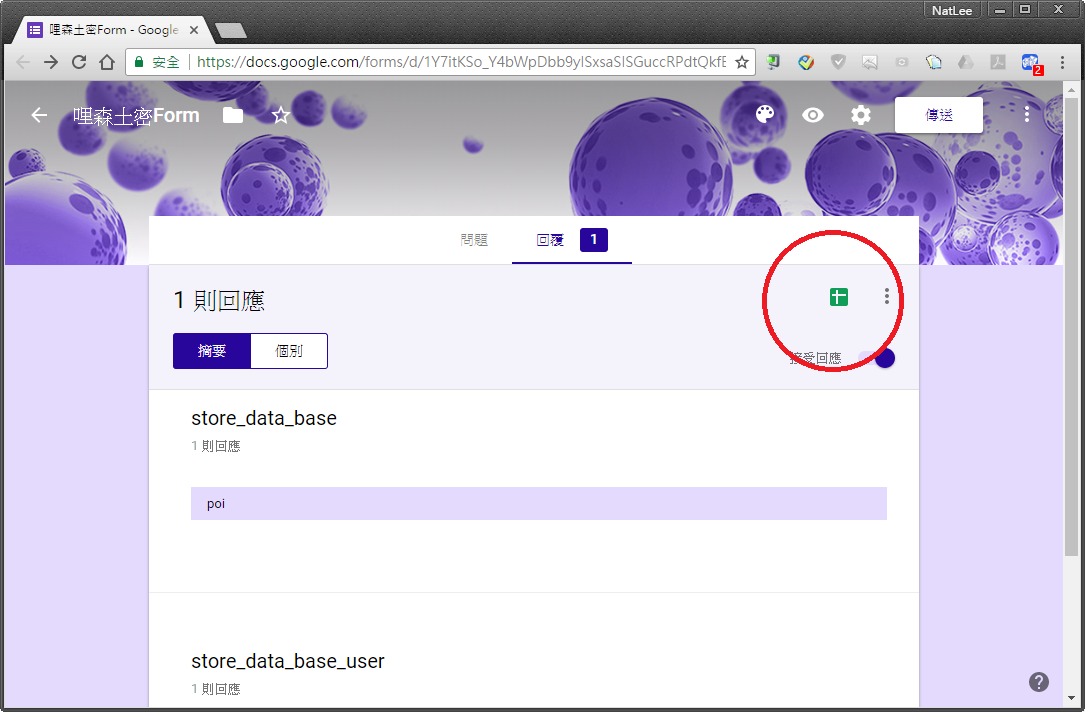 NatLee
哩森土密Form - Google
安全 | https://docs.google.com/forms/d/1Y7itKSo_Y4bWpDbb9ylSxsaSlSGuccRPdtQkfE
2
哩森土密Form
傳送
問題 回覆 1
1 則回應
摘要 個別
接受回應
store_data_base
1 則回應
poi
store_data_base_user
1 則回應